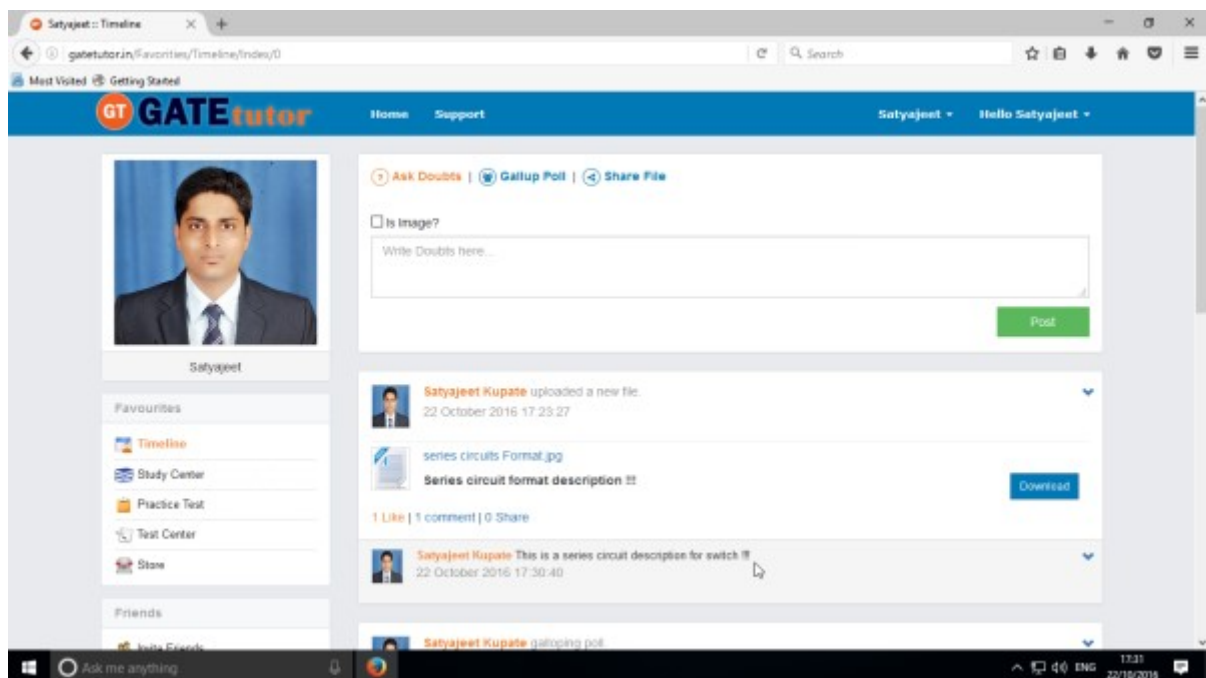 Satyajeet :: Timeline
gatetutor.in/Favorities/Timeline/Index/0
Search
Most Visited Getting Started
GT GATEtutor Home Support Satyajeet Hello Satyajeet
Ask Doubts | Gallup Poll | Share File
Is Image?
Write Doubts here...
Post
Satyajeet
Favourites
Timeline
Study Center
Practice Test
Test Center
Store
Friends
Invite Friends
Satyajeet Kupate uploaded a new file.
22 October 2016 17:23:27
series circuits Format.jpg
Series circuit format description !!!
Download
1 Like | 1 comment | 0 Share
Satyajeet Kupate This is a series circuit description for switch !!!
22 October 2016 17:30:40
Satyajeet Kupate galloping poll.
Ask me anything
ENG
17:31
22/10/2016